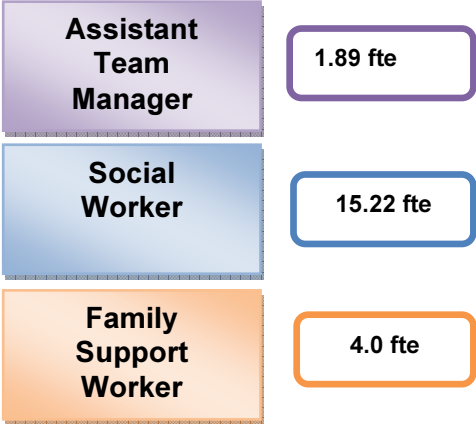 Assistant
Team
Manager
1.89 fte
Social
Worker
15.22 fte
Family
Support
Worker
4.0 fte